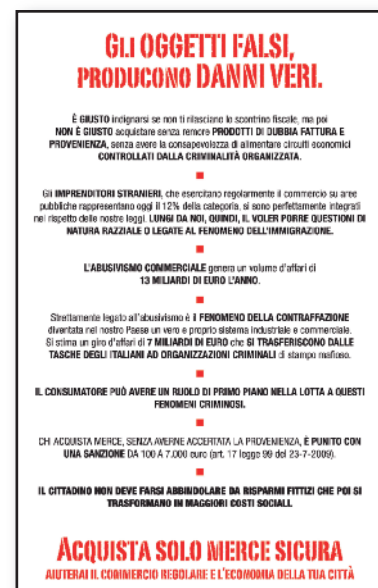 GLI OGGETTI FALSI,
PRODUCONO DANNI VERI.
È GIUSTO indignarsi se non ti rilasciano lo scontrino fiscale, ma poi
NON È GIUSTO acquistare senza remore PRODOTTI DI DUBBIA FATTURA E
PROVENIENZA, senza avere la consapevolezza di alimentare circuiti economici
CONTROLLATI DALLA CRIMINALITÀ ORGANIZZATA.
Gli IMPRENDITORI STRANIERI, che esercitano regolarmente il commercio su aree
pubbliche rappresentano oggi il 12% della categoria, si sono perfettamente integrati
nel rispetto delle nostre leggi. LUNGI DA NOI, QUINDI, IL VOLER PORRE QUESTIONI DI
NATURA RAZZIALE O LEGATE AL FENOMENO DELL'IMMIGRAZIONE.
L'ABUSIVISMO COMMERCIALE genera un volume d'affari di
13 MILIARDI DI EURO L'ANNO.
Strettamente legato all'abusivismo è il FENOMENO DELLA CONTRAFFAZIONE
diventata nel nostro Paese un vero e proprio sistema industriale e commerciale.
Si stima un giro d'affari di 7 MILIARDI DI EURO che SI TRASFERISCONO DALLE
TASCHE DEGLI ITALIANI AD ORGANIZZAZIONI CRIMINALI di stampo mafioso.
IL CONSUMATORE PUÒ AVERE UN RUOLO DI PRIMO PIANO NELLA LOTTA A QUESTI
FENOMENI CRIMINOSI.
CHI ACQUISTA MERCE, SENZA AVERNE ACCERTATA LA PROVENIENZA, È PUNITO CON
UNA SANZIONE DA 100 A 7.000 euro (art. 17 legge 99 del 23-7-2009).
IL CITTADINO NON DEVE FARSI ABBINDOLARE DA RISPARMI FITTIZI CHE POI SI
TRASFORMANO IN MAGGIORI COSTI SOCIALI.
ACQUISTA SOLO MERCE SICURA
AIUTERAI IL COMMERCIO REGOLARE E L'ECONOMIA DELLA TUA CITTÀ